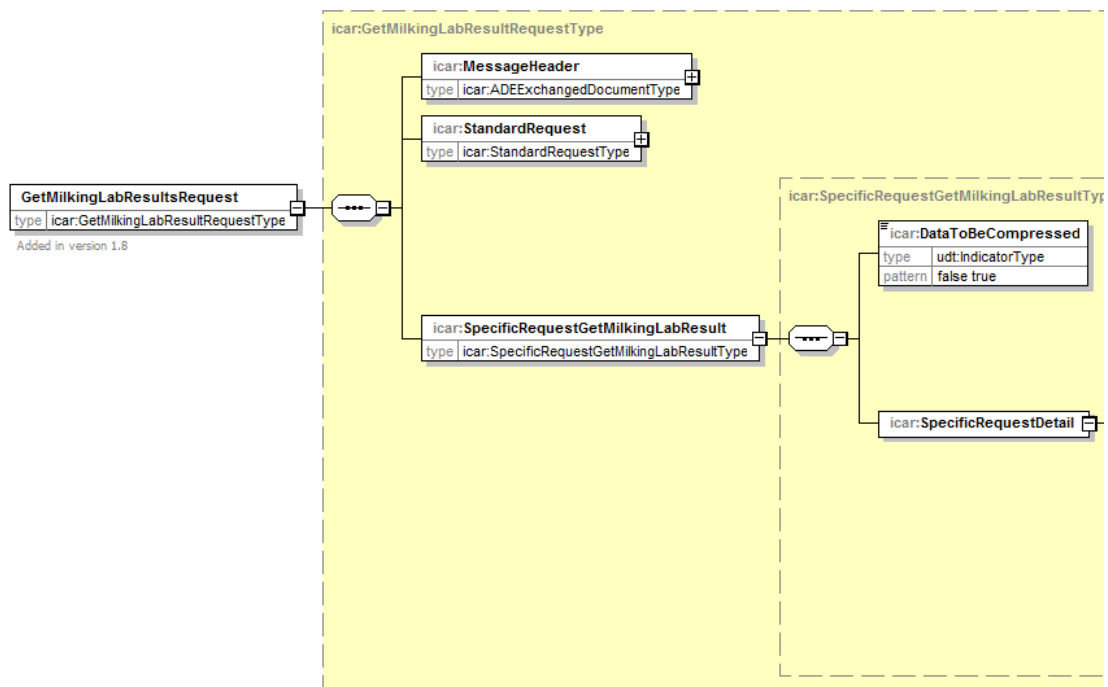 icar:GetMilkingLabResultRequestType
icar:MessageHeader
type icar:ADEExchangedDocumentType
icar:StandardRequest
type icar:StandardRequestType
GetMilkingLabResultsRequest
type icar:GetMilkingLabResultRequestType
Added in version 1.8
icar:SpecificRequestGetMilkingLabResultTyp
icar:DataToBeCompressed
type udt:IndicatorType
pattern false true
icar:SpecificRequestGetMilkingLabResult
type icar:SpecificRequestGetMilkingLabResultType
icar:SpecificRequestDetail